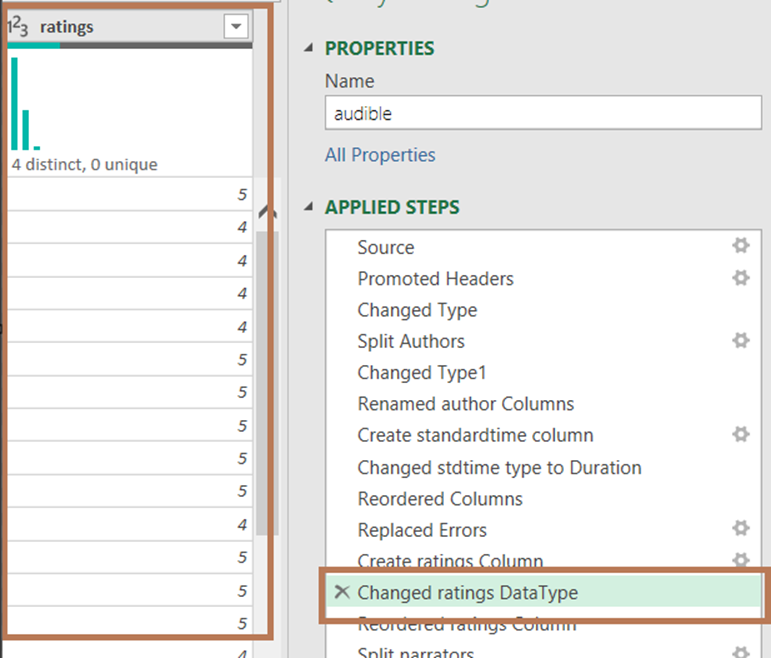 123 ratings
4 distinct, 0 unique
5
4
4
4
4
5
5
5
5
5
4
5
5
5
4
PROPERTIES
Name
audible
All Properties
APPLIED STEPS
Source
Promoted Headers
Changed Type
Split Authors
Changed Type1
Renamed author Columns
Create standardtime column
Changed stdtime type to Duration
Reordered Columns
Replaced Errors
Create ratings Column
Changed ratings DataType
Reordered ratings Column
Split narrators